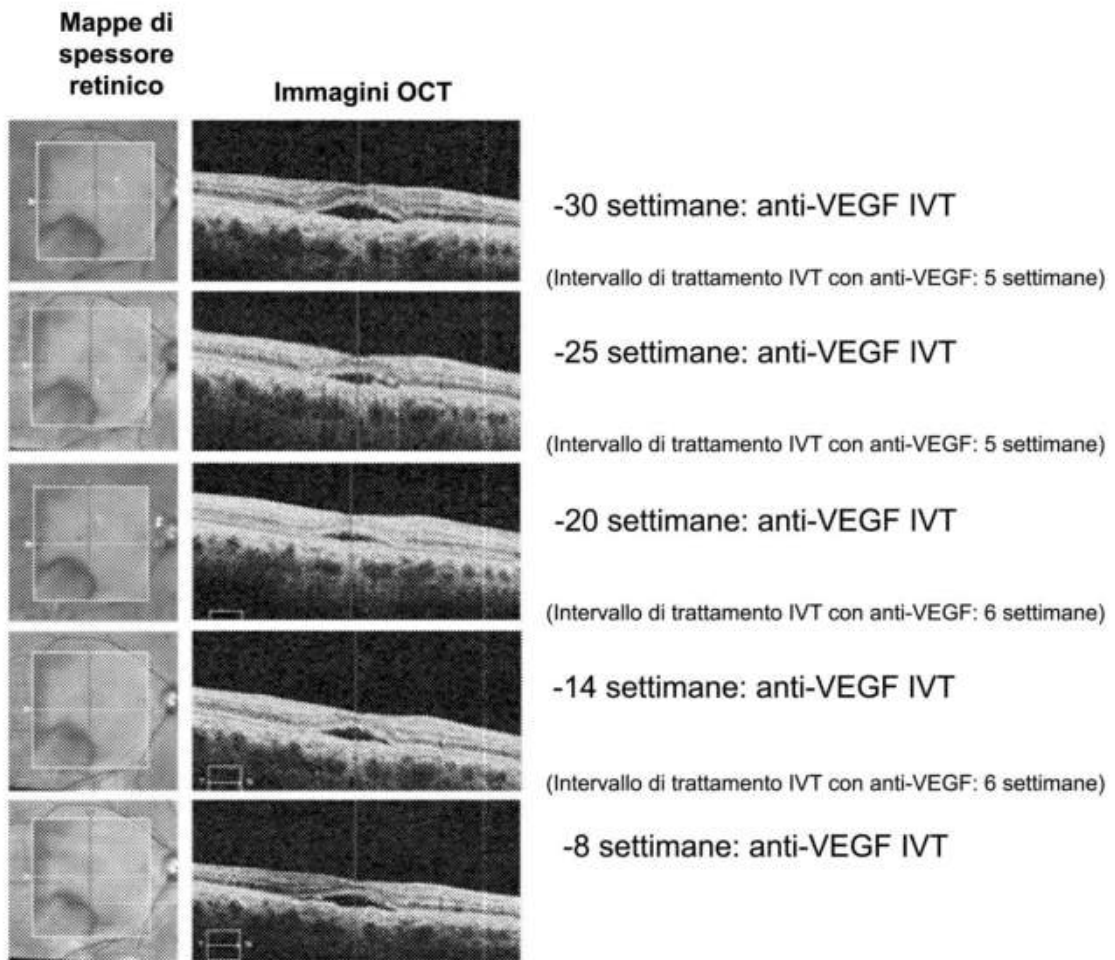 Mappe di
spessore
retinico
Immagini OCT
-30 settimane: anti-VEGF IVT
(Intervallo di trattamento IVT con anti-VEGF: 5 settimane)
-25 settimane: anti-VEGF IVT
(Intervallo di trattamento IVT con anti-VEGF: 5 settimane)
-20 settimane: anti-VEGF IVT
(Intervallo di trattamento IVT con anti-VEGF: 6 settimane)
-14 settimane: anti-VEGF IVT
(Intervallo di trattamento IVT con anti-VEGF: 6 settimane)
-8 settimane: anti-VEGF IVT